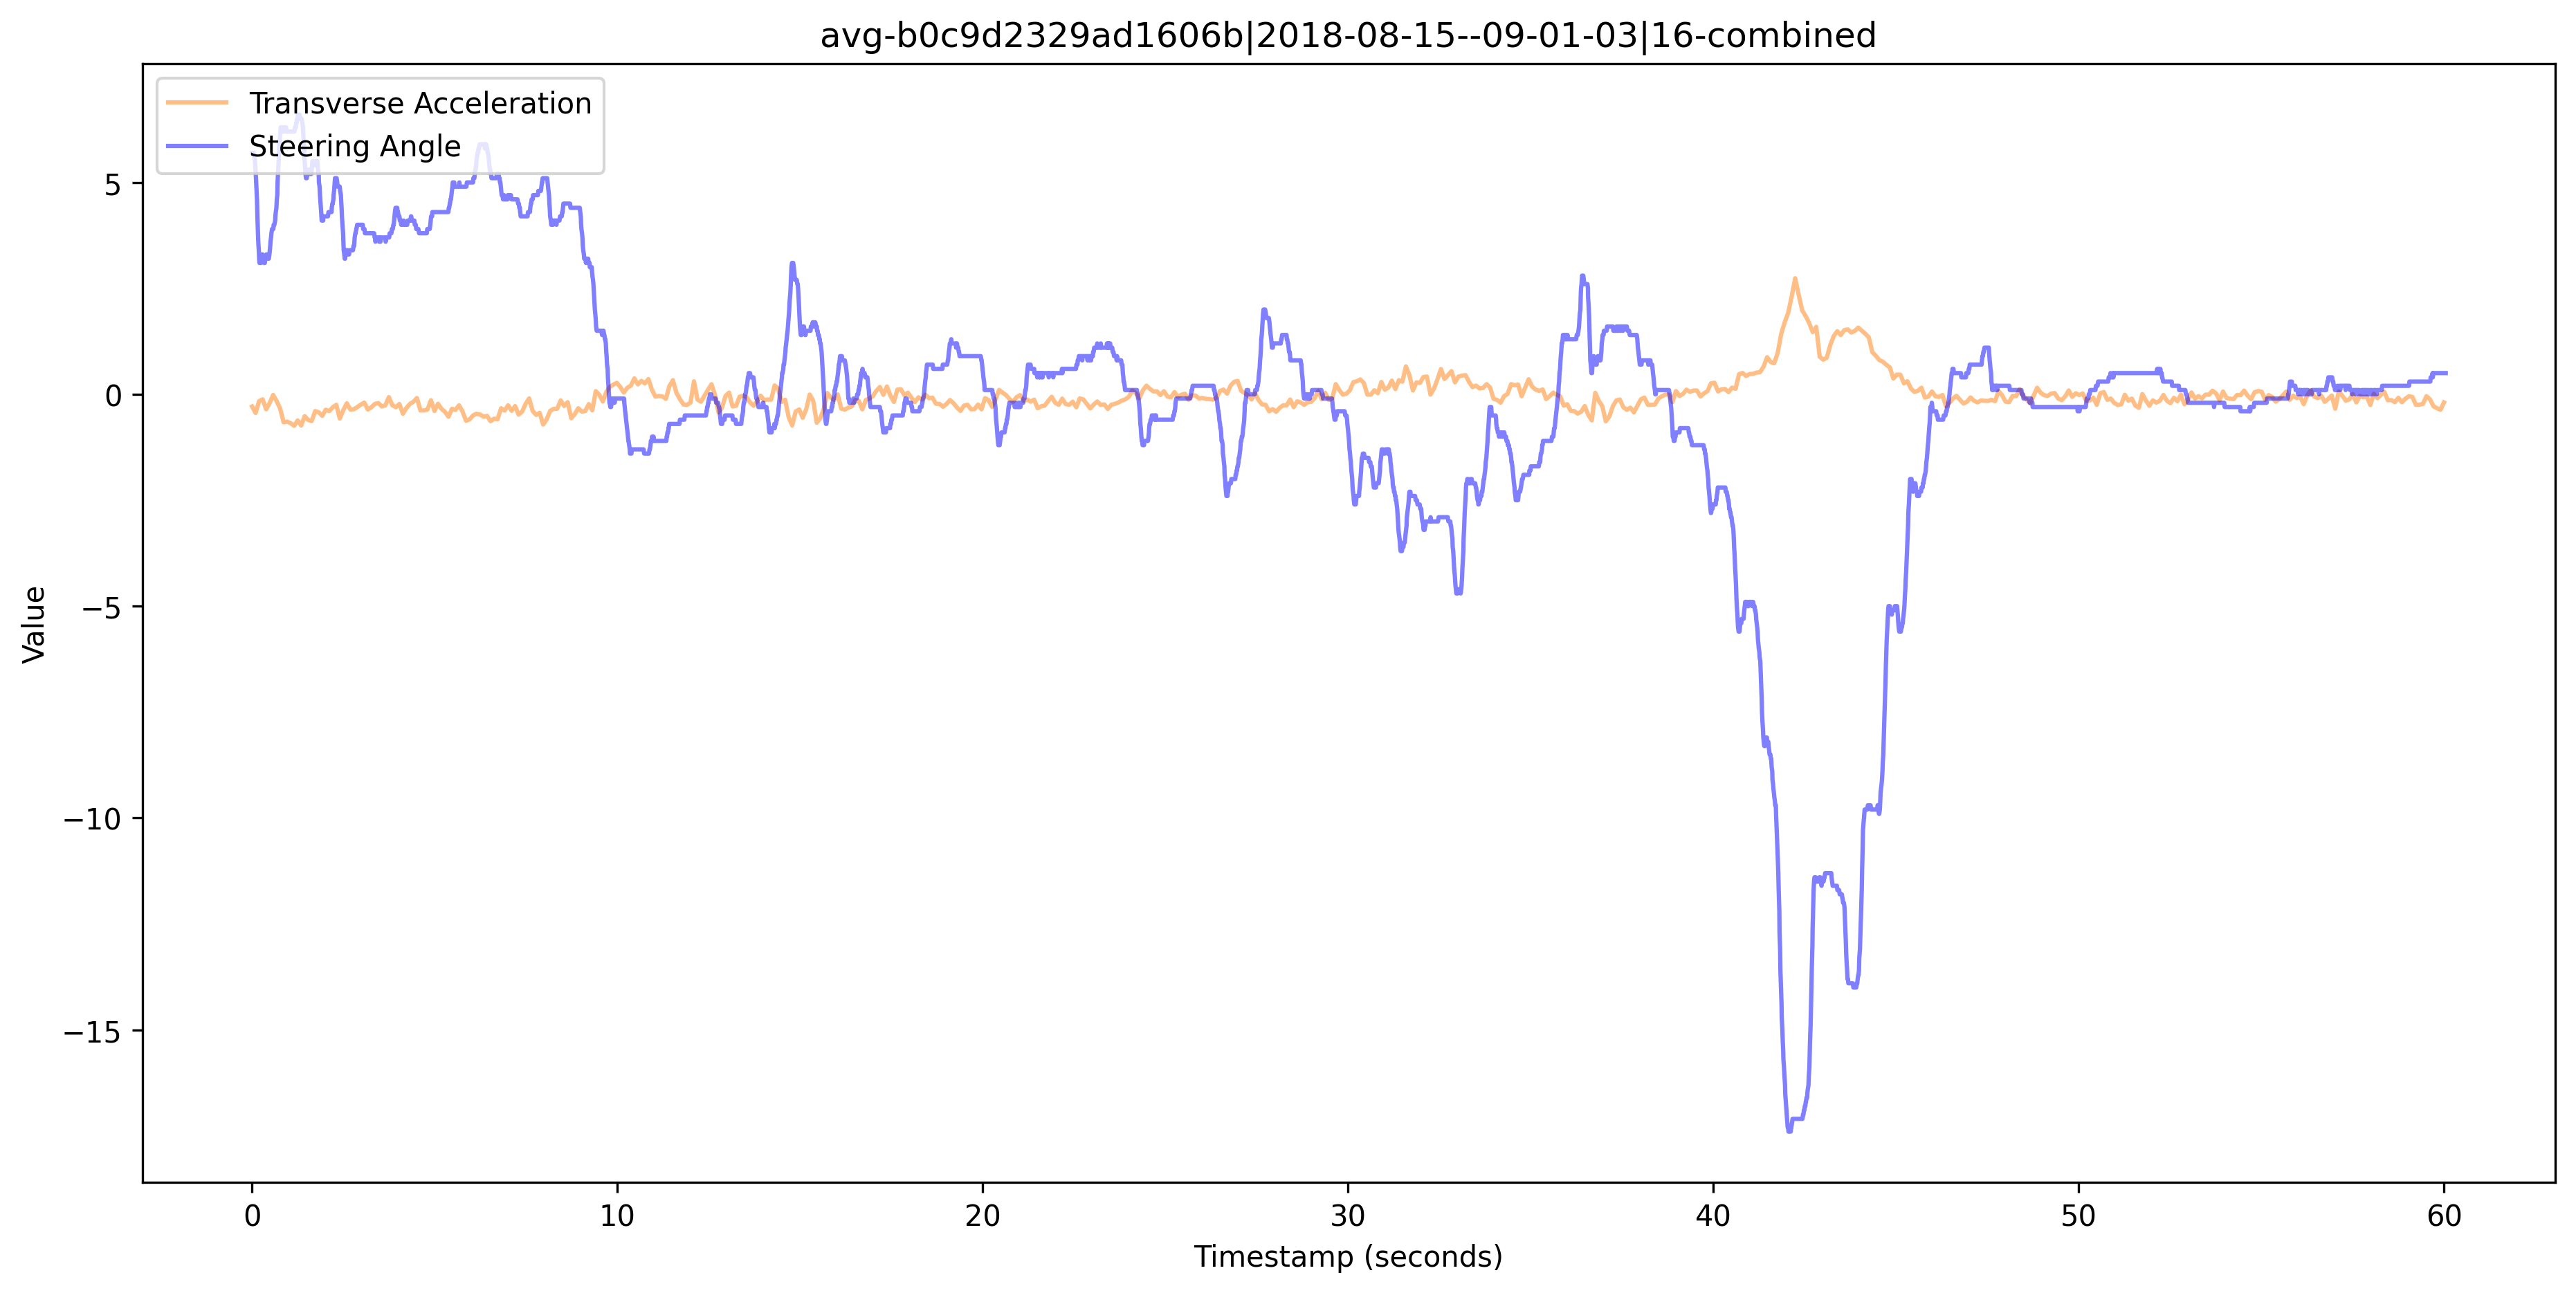 avg-b0c9d2329ad1606b|2018-08-15--09-01-03|16-combined
Transverse Acceleration
Steering Angle
5
0
−5
−10
−15
Value
0 10 20 30 40 50 60
Timestamp (seconds)